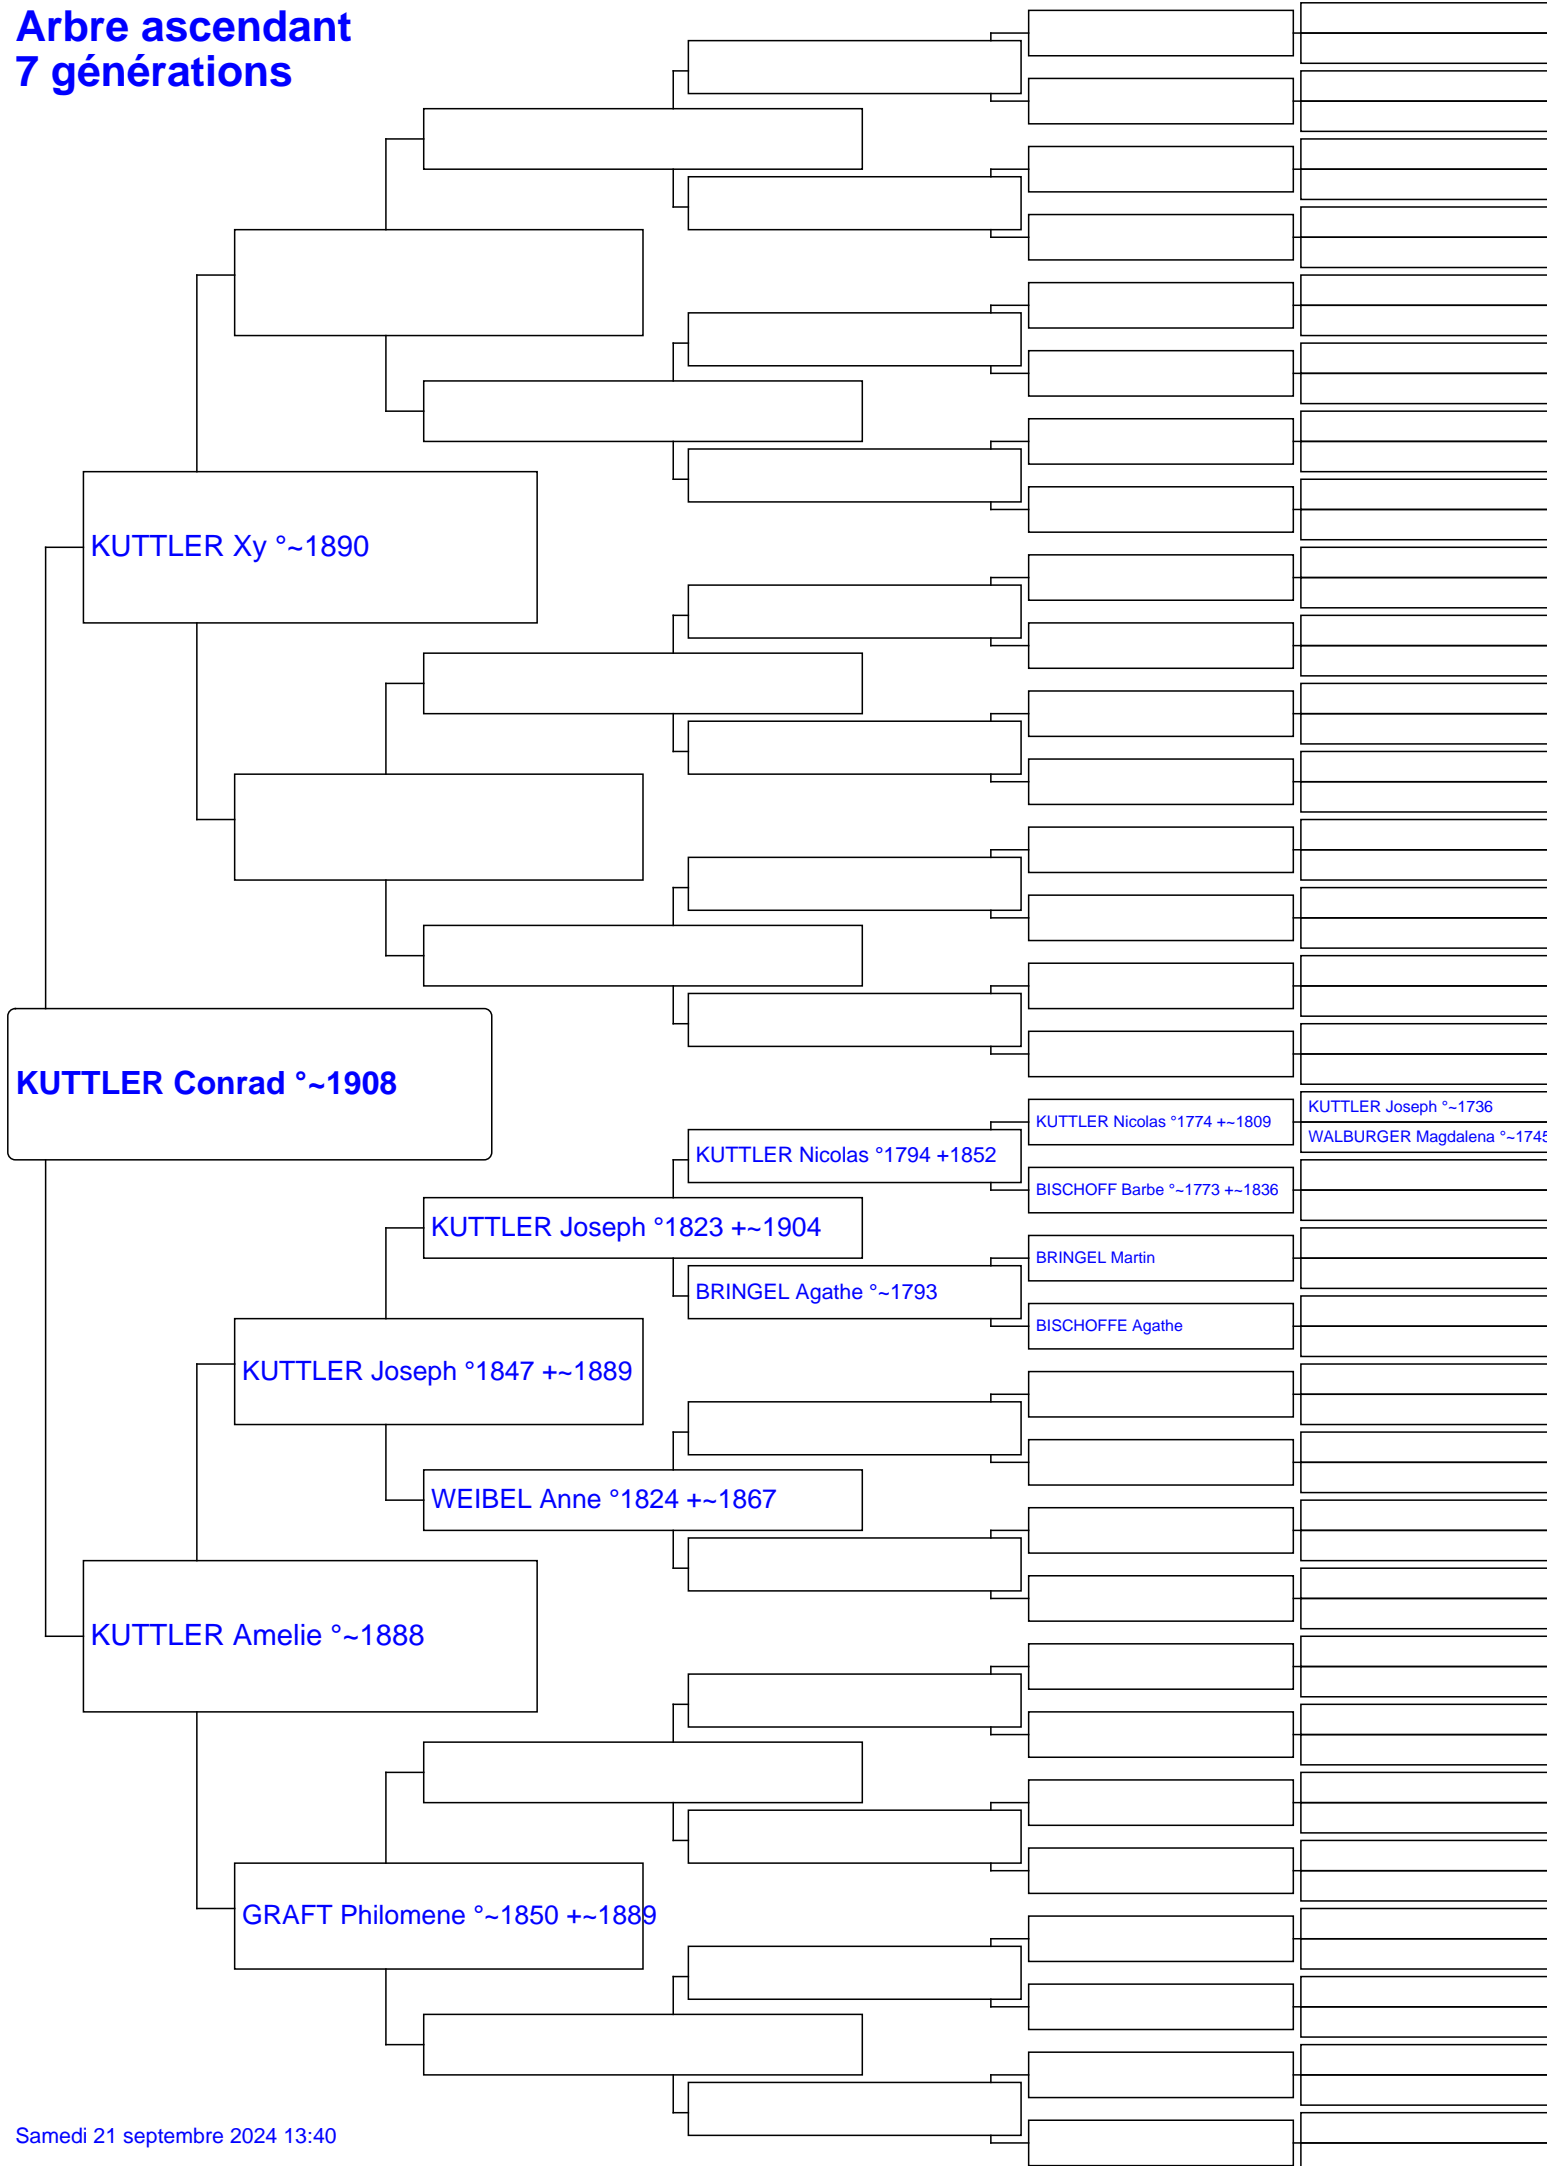 Arbre ascendant
7 générations
KUTTLER Xy °~1890
KUTTLER Conrad °~1908
KUTTLER Nicolas °1774 +~1809
KUTTLER Joseph °~1736
WALBURGER Magdalena °~1745
KUTTLER Nicolas °1794 +1852
BISCHOFF Barbe °~1773 +~1836
KUTTLER Joseph °1823 +~1904
BRINGEL Martin
BRINGEL Agathe °~1793
BISCHOFFE Agathe
KUTTLER Joseph °1847 +~1889
WEIBEL Anne °1824 +~1867
KUTTLER Amelie °~1888
GRAFT Philomene °~1850 +~1889
Samedi 21 septembre 2024 13:40